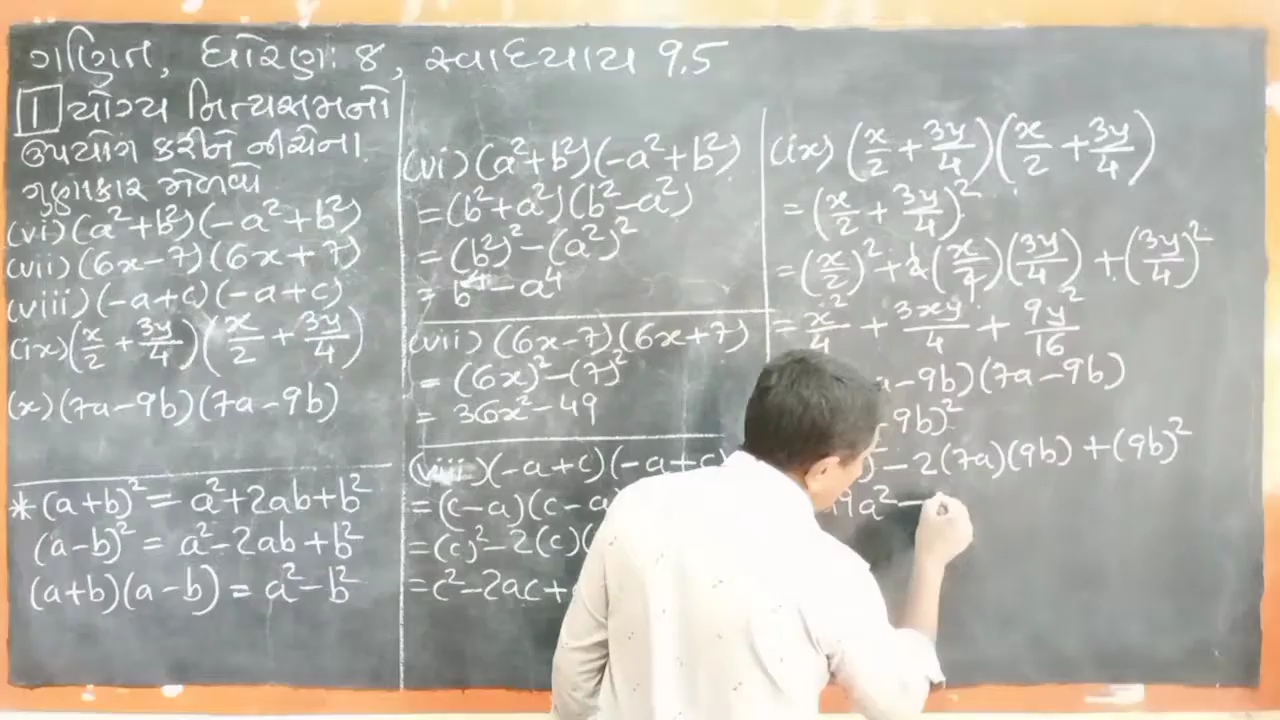 ગણિત, ધોરણ: ૪, સ્વાધ્યાય 9.5
1 યોગ્ય નિત્યસમનો
ઉપયોગ કરીને નીચેના
ગુણાકાર મેળવો
(vi) (a²+b²)(-a²+b²)
(vii) (6x-7)(6x+7)
(viii) (-a+c)(-a+c)
(ix) (x/2 + 3y/4)(x/2 + 3y/4)
(x) (7a-9b)(7a-9b)
* (a+b)² = a²+2ab+b²
(a-b)² = a²-2ab+b²
(a+b)(a-b) = a²-b²
(vi) (a²+b²)(-a²+b²)
= (b²+a²)(b²-a²)
= (b²)² - (a²)²
= b⁴ - a⁴
(vii) (6x-7)(6x+7)
= (6x)² - (7)²
= 36x² - 49
(viii) (-a+c)(-a+c
= (c-a)(c-a
= (c)² - 2(c)(
= c² - 2ac +
(ix) (x/2 + 3y/4)(x/2 + 3y/4)
= (x/2 + 3y/4)²
= (x/2)² + 2(x/2)(3y/4) + (3y/4)²
= x²/4 + 3xy/4 + 9y²/16
a-9b)(7a-9b)
9b)²
) - 2(7a)(9b) + (9b)²
49a² -